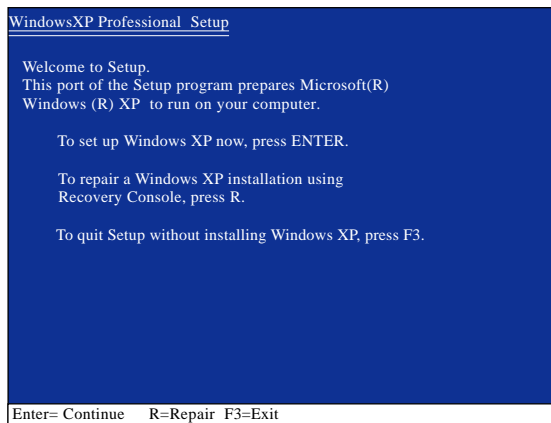 WindowsXP Professional Setup
Welcome to Setup.
This port of the Setup program prepares Microsoft(R)
Windows (R) XP to run on your computer.
To set up Windows XP now, press ENTER.
To repair a Windows XP installation using
Recovery Console, press R.
To quit Setup without installing Windows XP, press F3.
Enter= Continue R=Repair F3=Exit